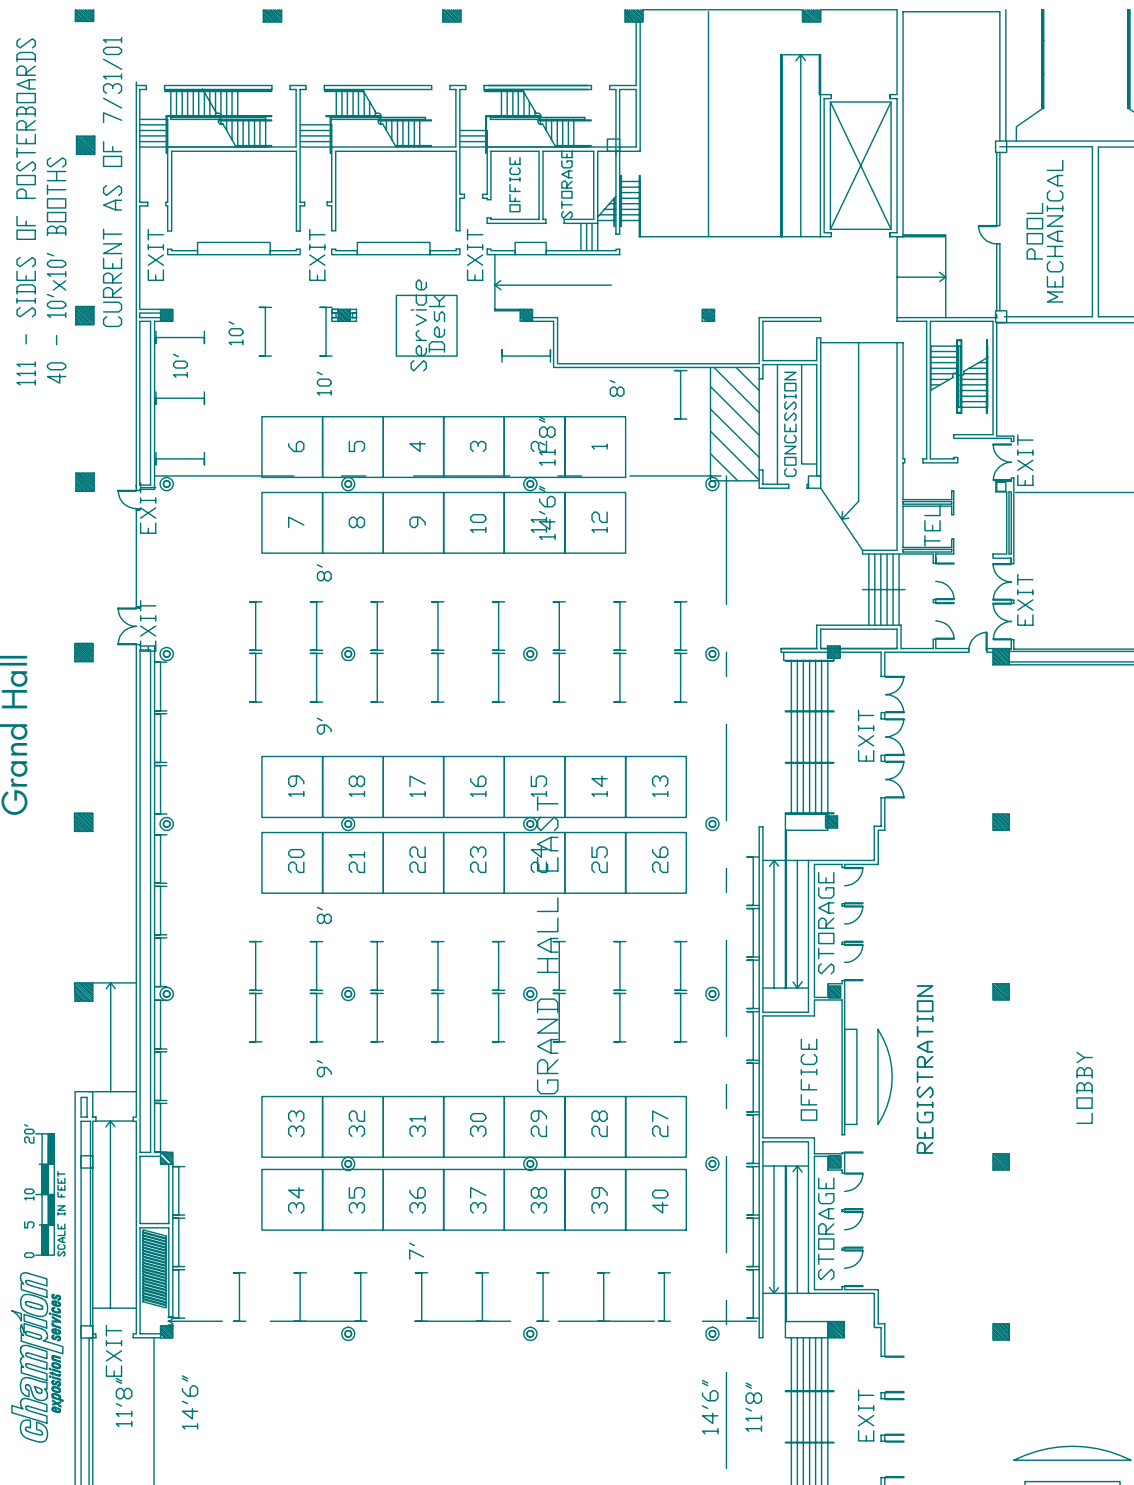 111 - SIDES OF POSTERBOARDS
40 - 10'x10' BOOTHS
CURRENT AS OF 7/31/01
Grand Hall
champion
exposition services
0 5 10 20'
SCALE IN FEET
EXIT
EXIT
EXIT
OFFICE
STORAGE
POOL
MECHANICAL
Service
Desk
10'
10'
10'
8'
CONCESSION
6 5 4 3 2 1
11'8"
EXIT
7 8 9 10 11 12
14'6"
TEL
EXIT
8'
EXIT
EXIT
9'
EXIT
19 18 17 16 15 14 13
20 21 22 23 24 25 26
8'
GRAND HALL EAST
STORAGE
REGISTRATION
OFFICE
LOBBY
9'
33 32 31 30 29 28 27
34 35 36 37 38 39 40
7'
STORAGE
EXIT
11'8"
14'6"
14'6"
11'8"
EXIT